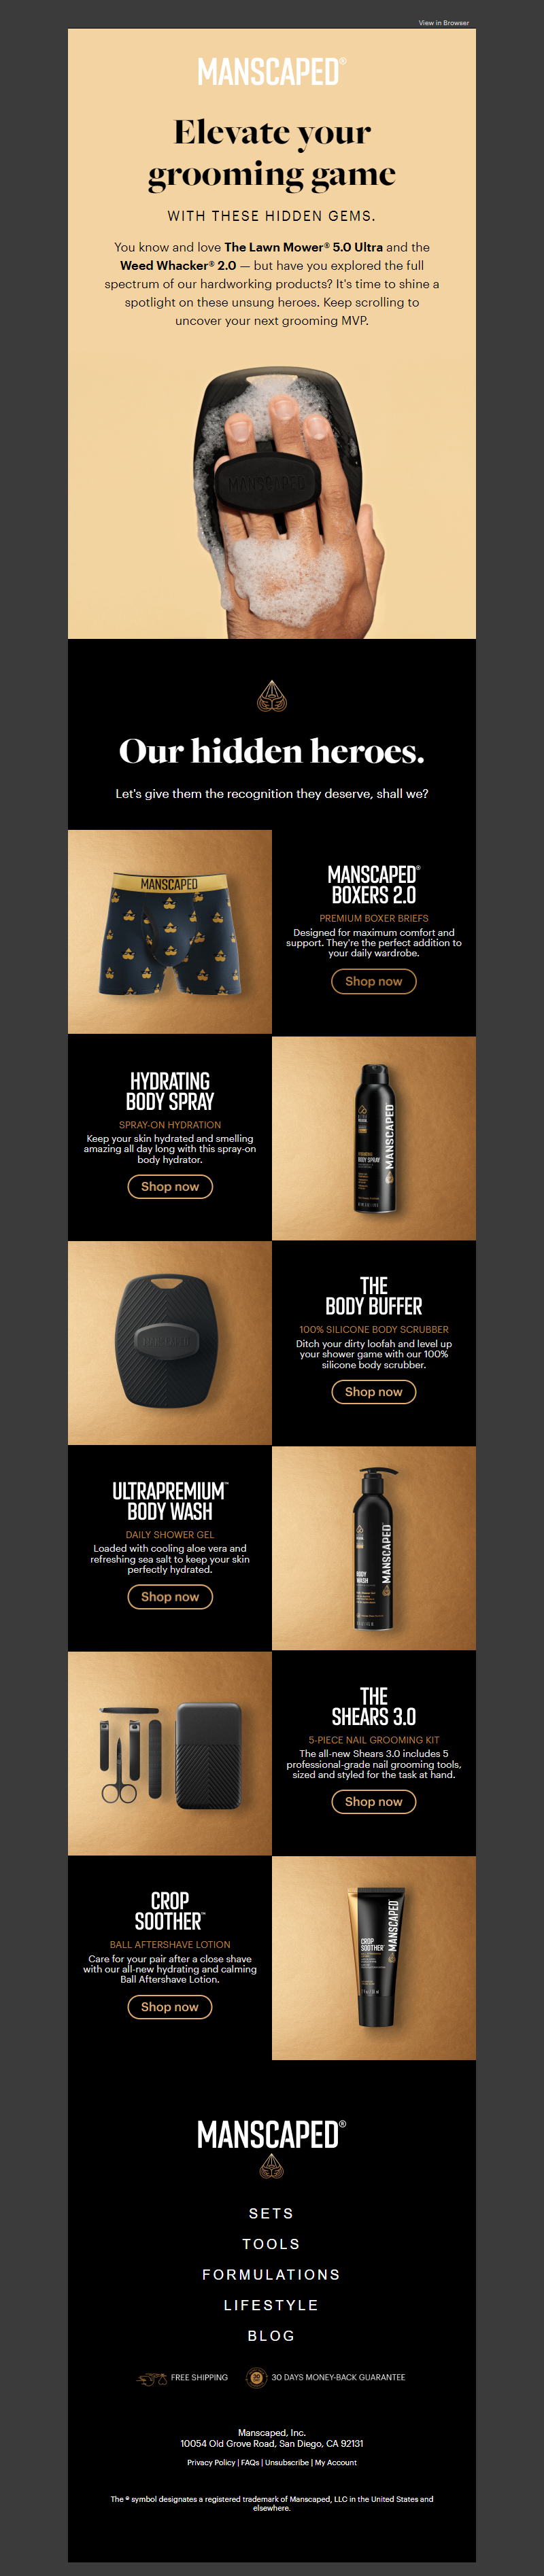 View in Browser
MANSCAPED®
Elevate your
grooming game
WITH THESE HIDDEN GEMS.
You know and love The Lawn Mower® 5.0 Ultra and the
Weed Whacker® 2.0 — but have you explored the full
spectrum of our hardworking products? It's time to shine a
spotlight on these unsung heroes. Keep scrolling to
uncover your next grooming MVP.
MANSCAPED
Our hidden heroes.
Let's give them the recognition they deserve, shall we?
MANSCAPED
MANSCAPED®
BOXERS 2.0
PREMIUM BOXER BRIEFS
Designed for maximum comfort and
support. They're the perfect addition to
your daily wardrobe.
Shop now
HYDRATING
BODY SPRAY
SPRAY-ON HYDRATION
Keep your skin hydrated and smelling
amazing all day long with this spray-on
body hydrator.
Shop now
BODY SPRAY
MANSCAPED
MANSCAPED
THE
BODY BUFFER
100% SILICONE BODY SCRUBBER
Ditch your dirty loofah and level up
your shower game with our 100%
silicone body scrubber.
Shop now
ULTRAPREMIUM™
BODY WASH
DAILY SHOWER GEL
Loaded with cooling aloe vera and
refreshing sea salt to keep your skin
perfectly hydrated.
Shop now
BODY
WASH
MANSCAPED
THE
SHEARS 3.0
5-PIECE NAIL GROOMING KIT
The all-new Shears 3.0 includes 5
professional-grade nail grooming tools,
sized and styled for the task at hand.
Shop now
CROP
SOOTHER™
BALL AFTERSHAVE LOTION
Care for your pair after a close shave
with our all-new hydrating and calming
Ball Aftershave Lotion.
Shop now
CROP
SOOTHER
MANSCAPED
MANSCAPED®
SETS
TOOLS
FORMULATIONS
LIFESTYLE
BLOG
FREE SHIPPING
30 DAYS MONEY-BACK GUARANTEE
Manscaped, Inc.
10054 Old Grove Road, San Diego, CA 92131
Privacy Policy | FAQs | Unsubscribe | My Account
The ® symbol designates a registered trademark of Manscaped, LLC in the United States and
elsewhere.